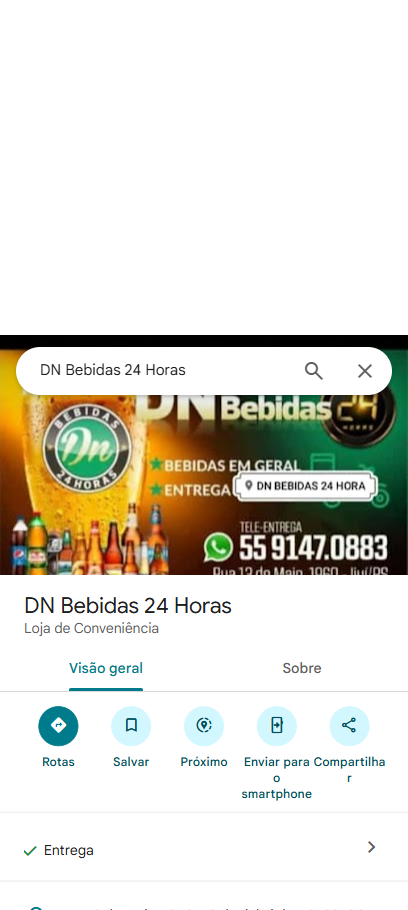 DN Bebidas 24 Horas
DN Bebidas 24
HORAS
BEBIDAS
Dn
24 HORAS
BEBIDAS EM GERAL
ENTREGA
DN BEBIDAS 24 HORA
TELE-ENTREGA
55 9147.0883
Rua 13 de Maio, 1960 - Ijuí/RS
DN Bebidas 24 Horas
Loja de Conveniência
Visão geral
Sobre
Rotas
Salvar
Próximo
Enviar para
o
smartphone
Compartilha
r
Entrega